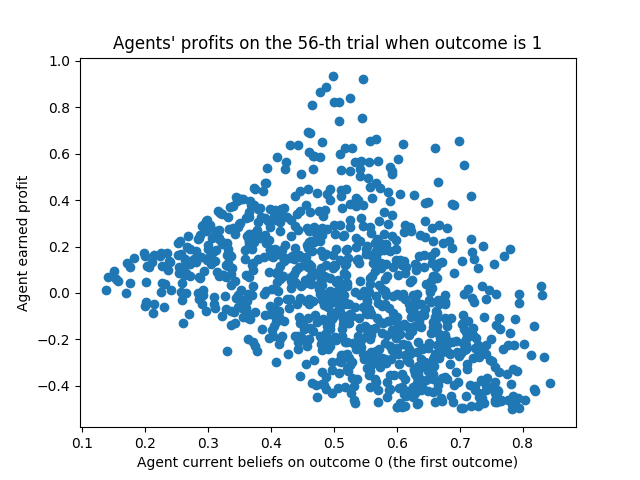 Agents' profits on the 56-th trial when outcome is 1
Agent earned profit
1.0
0.8
0.6
0.4
0.2
0.0
−0.2
−0.4
0.1 0.2 0.3 0.4 0.5 0.6 0.7 0.8
Agent current beliefs on outcome 0 (the first outcome)